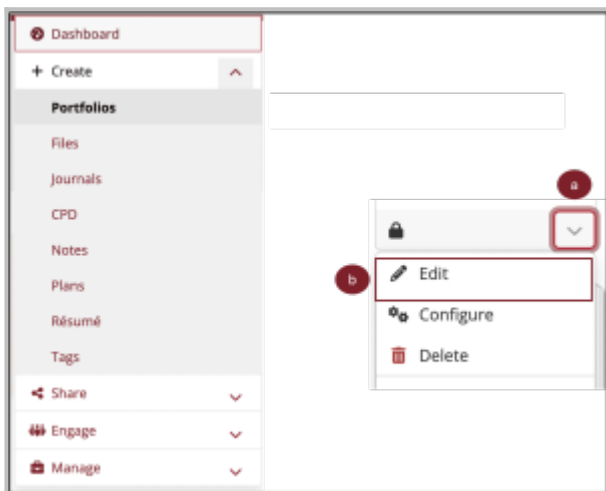 Dashboard
Create
Portfolios
Files
Journals
CPD
Notes
Plans
Résumé
Tags
Share
Engage
Manage
a
b
Edit
Configure
Delete